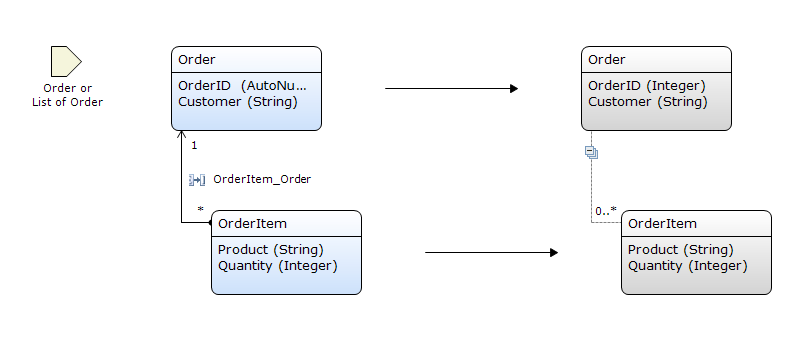 Order or
List of Order
Order
OrderID (AutoNu...
Customer (String)
1
OrderItem_Order
*
OrderItem
Product (String)
Quantity (Integer)
Order
OrderID (Integer)
Customer (String)
0..*
OrderItem
Product (String)
Quantity (Integer)